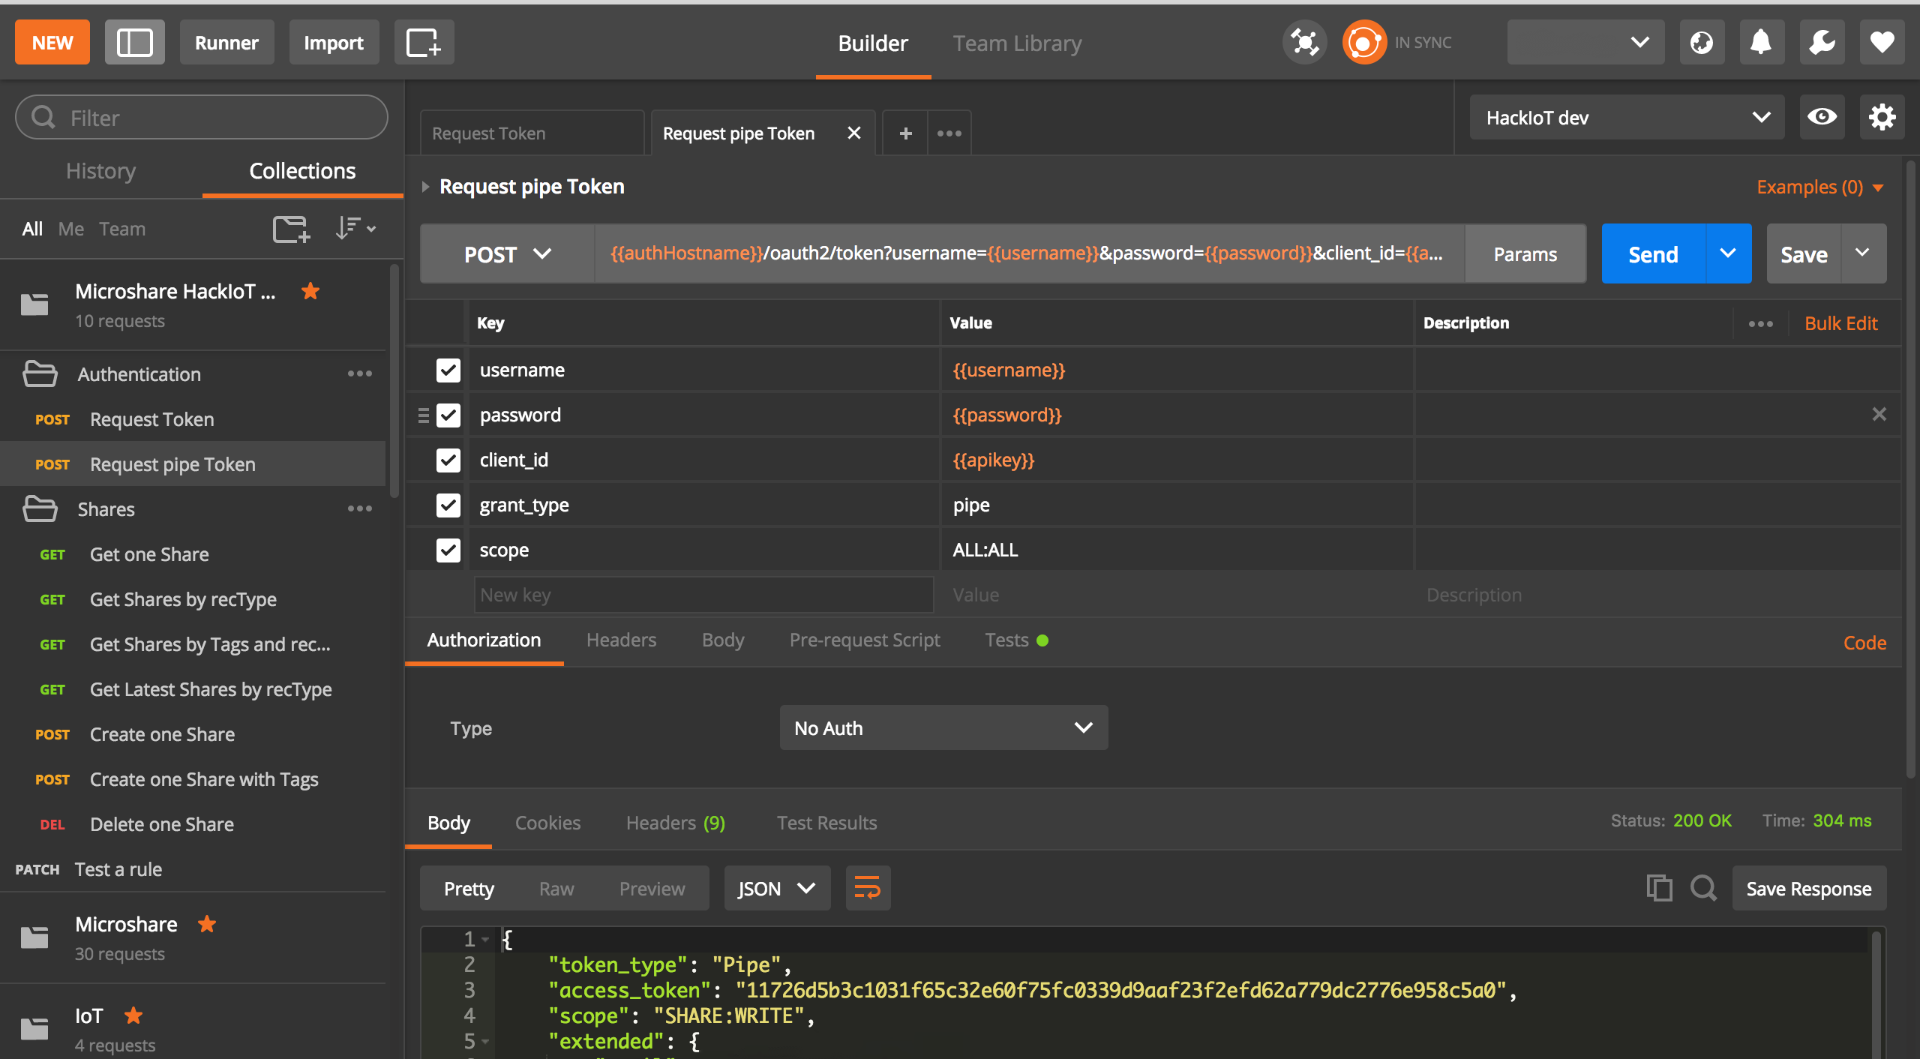 NEW
Runner
Import
Builder
Team Library
IN SYNC
Filter
History
Collections
All Me Team
Microshare HackIoT ...
10 requests
Authentication
POST Request Token
POST Request pipe Token
Shares
GET Get one Share
GET Get Shares by recType
GET Get Shares by Tags and rec...
GET Get Latest Shares by recType
POST Create one Share
POST Create one Share with Tags
DEL Delete one Share
PATCH Test a rule
Microshare
30 requests
IoT
4 requests
Request Token
Request pipe Token
HackIoT dev
Request pipe Token
Examples (0)
POST
{{authHostname}}/oauth2/token?username={{username}}&password={{password}}&client_id={{a...
Params
Send
Save
Key Value Description
Bulk Edit
username {{username}}
password {{password}}
client_id {{apikey}}
grant_type pipe
scope ALL:ALL
New key Value Description
Authorization Headers Body Pre-request Script Tests
Code
Type No Auth
Body Cookies Headers (9) Test Results
Status: 200 OK Time: 304 ms
Pretty Raw Preview JSON
Save Response
1 {
2 "token_type": "Pipe",
3 "access_token": "11726d5b3c1031f65c32e60f75fc0339d9aaf23f2efd62a779dc2776e958c5a0",
4 "scope": "SHARE:WRITE",
5 "extended": {